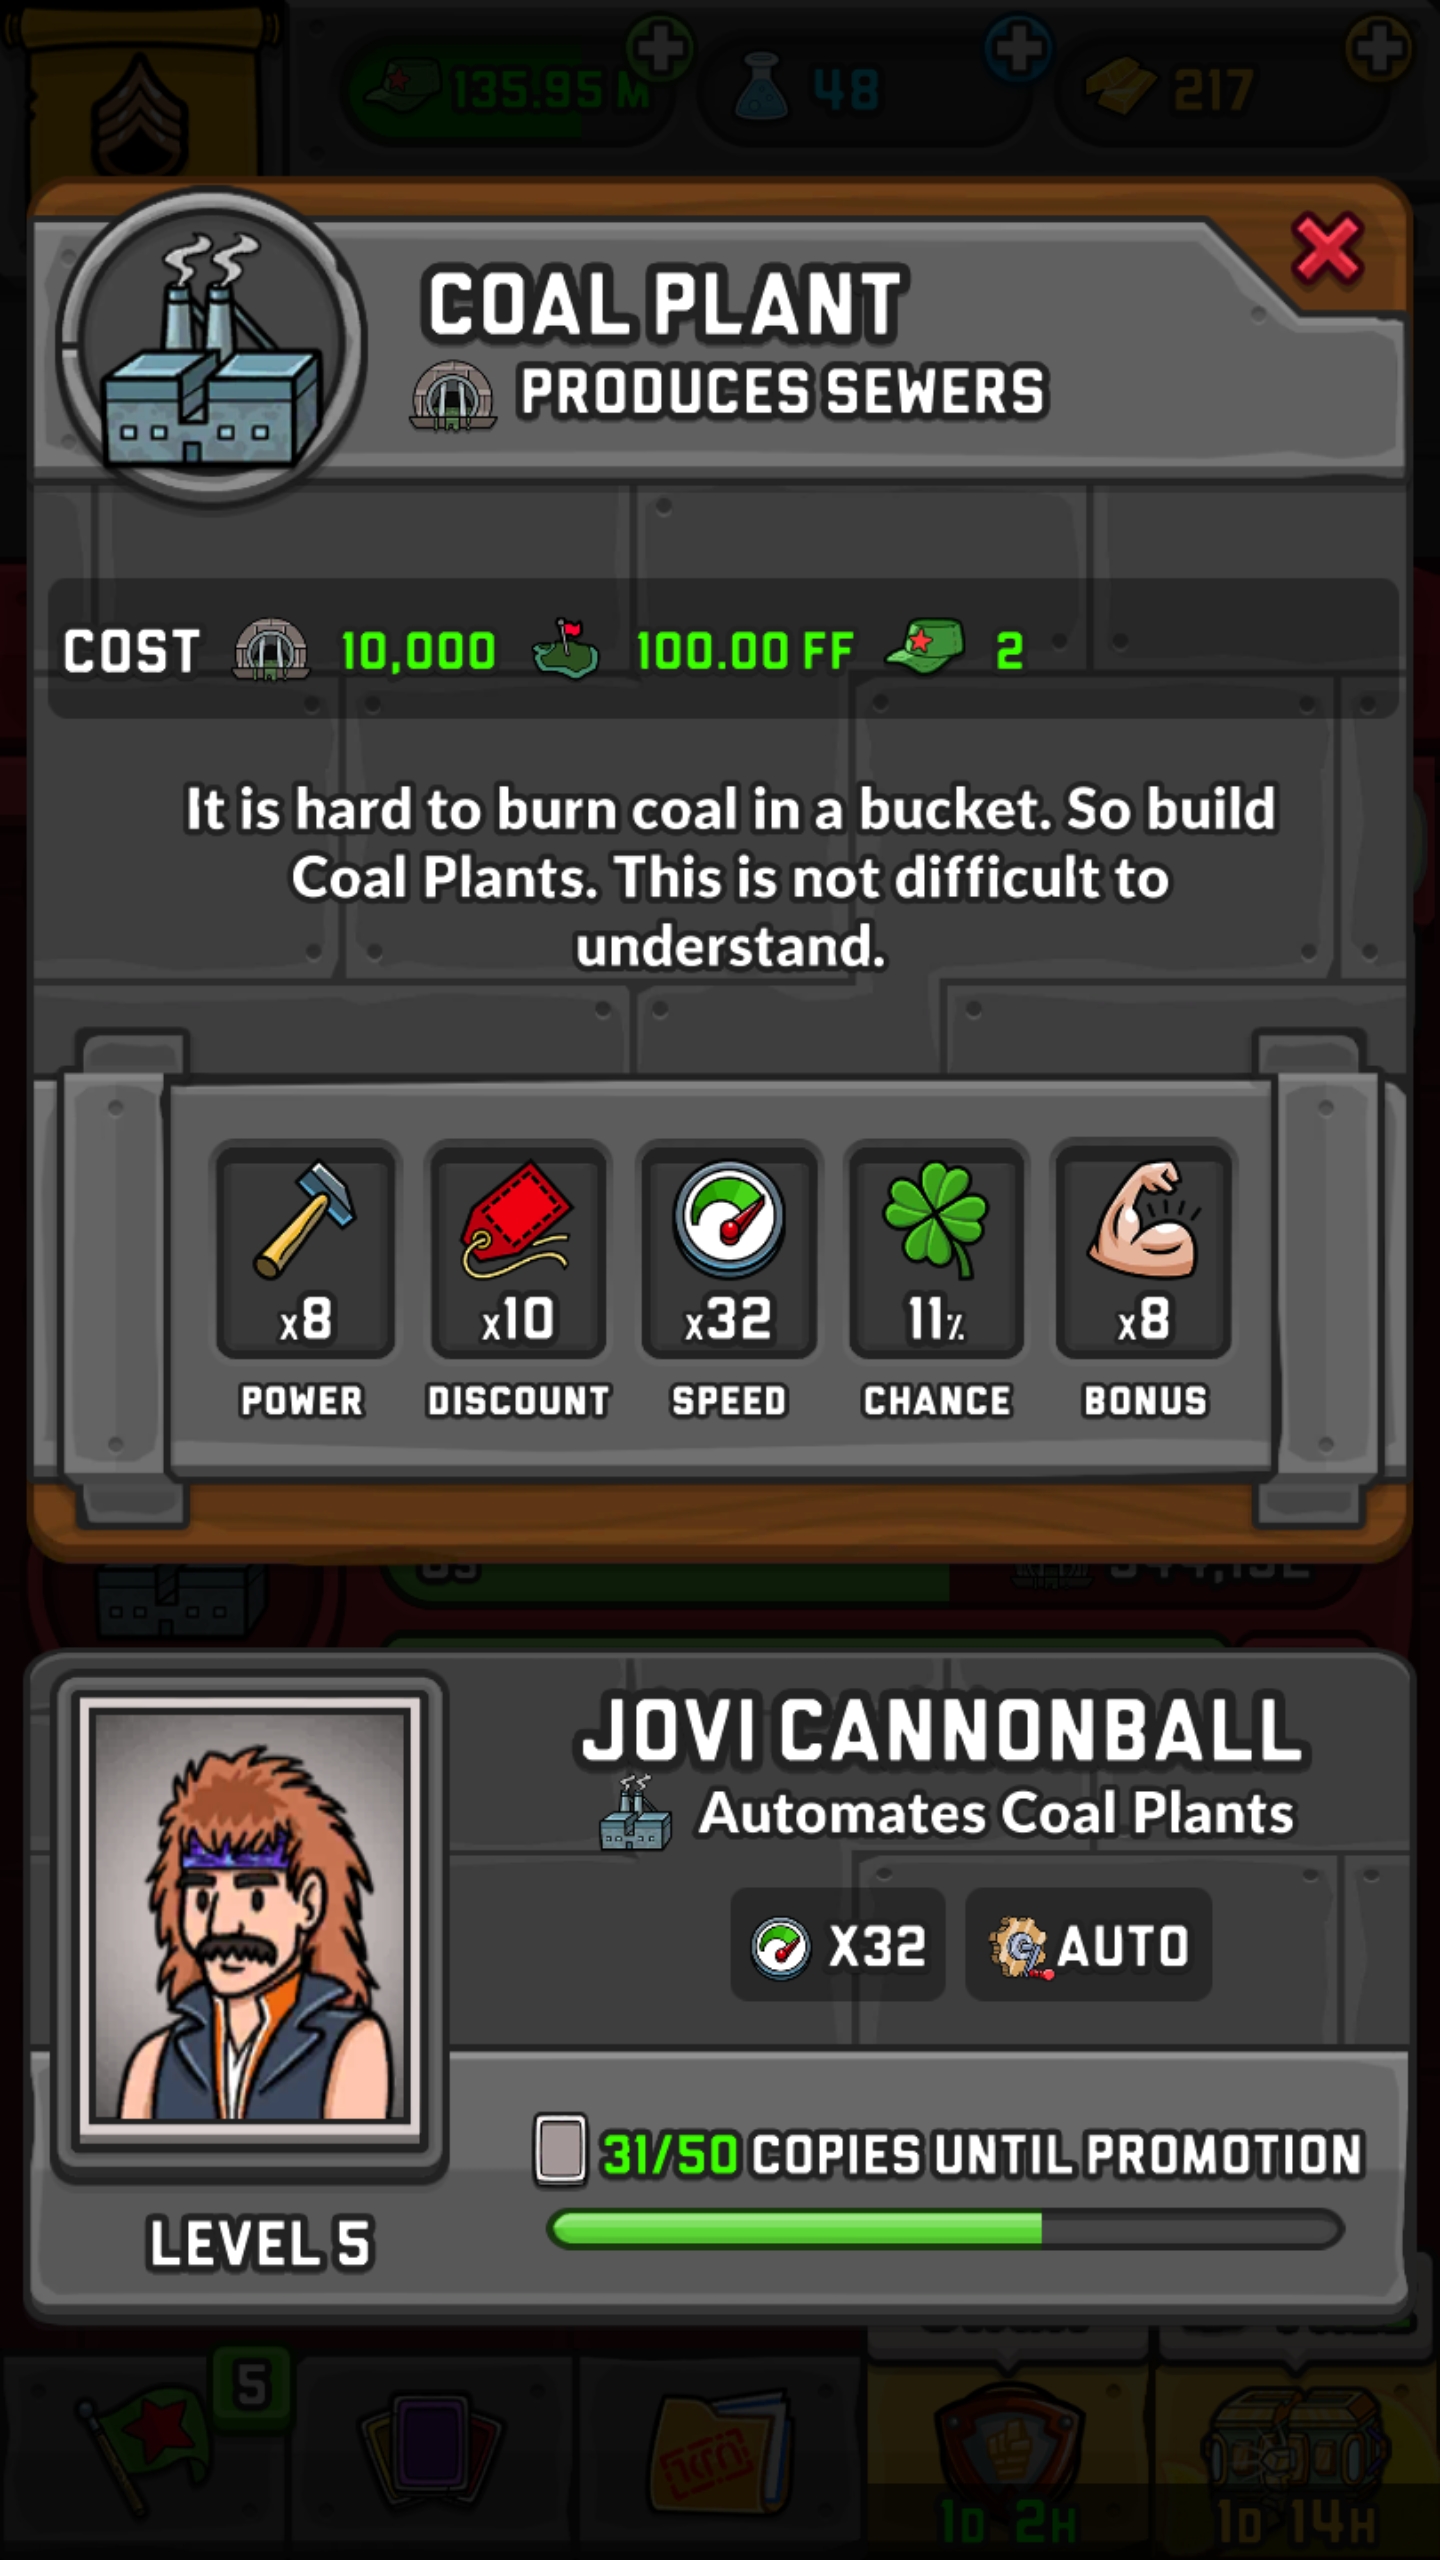 135.95 M 48 217
COAL PLANT
PRODUCES SEWERS
COST 10,000 100.00 FF 2
It is hard to burn coal in a bucket. So build
Coal Plants. This is not difficult to
understand.
x8 x10 x32 11% x8
POWER DISCOUNT SPEED CHANCE BONUS
JOVI CANNONBALL
Automates Coal Plants
X32 AUTO
31/50 COPIES UNTIL PROMOTION
LEVEL 5
5
1D 2H 1D 14H